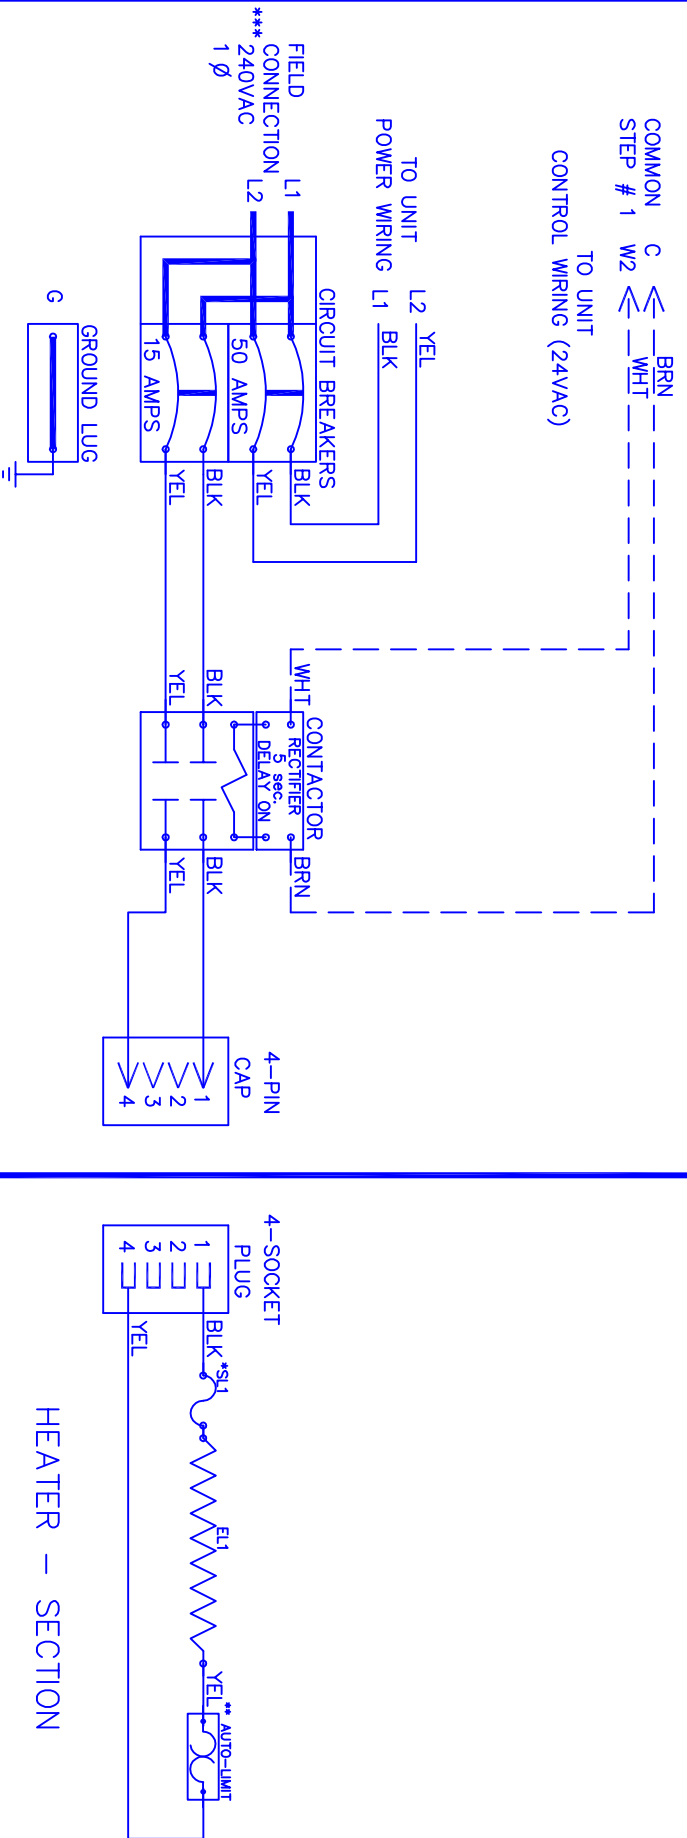 COMMON C
STEP # 1 W2
BRN
WHT
TO UNIT
CONTROL WIRING (24VAC)
TO UNIT
POWER WIRING
L2 YEL
L1 BLK
FIELD
*** CONNECTION
240VAC
1 Ø
L1
L2
CIRCUIT BREAKERS
50 AMPS
15 AMPS
BLK
YEL
BLK
YEL
G
GROUND LUG
WHT
BLK
YEL
CONTACTOR
RECTIFIER
5 sec.
DELAY ON
BRN
BLK
YEL
4-PIN
CAP
1
2
3
4
4-SOCKET
PLUG
1
2
3
4
BLK
YEL
*SL1
EL1
YEL
** AUTO-LIMIT
HEATER - SECTION